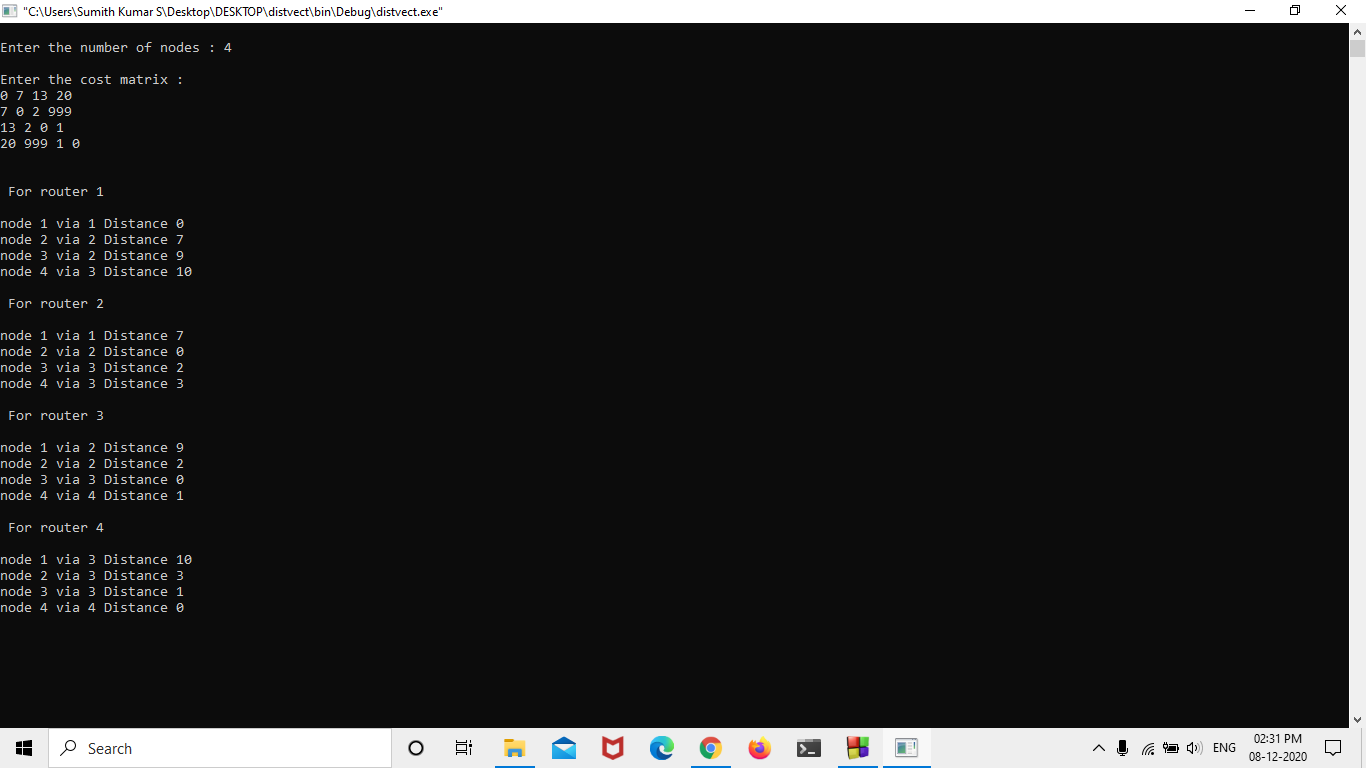 "C:\Users\Sumith Kumar S\Desktop\DESKTOP\distvect\bin\Debug\distvect.exe"
Enter the number of nodes : 4
Enter the cost matrix :
0 7 13 20
7 0 2 999
13 2 0 1
20 999 1 0
For router 1
node 1 via 1 Distance 0
node 2 via 2 Distance 7
node 3 via 2 Distance 9
node 4 via 3 Distance 10
For router 2
node 1 via 1 Distance 7
node 2 via 2 Distance 0
node 3 via 3 Distance 2
node 4 via 3 Distance 3
For router 3
node 1 via 2 Distance 9
node 2 via 2 Distance 2
node 3 via 3 Distance 0
node 4 via 4 Distance 1
For router 4
node 1 via 3 Distance 10
node 2 via 3 Distance 3
node 3 via 3 Distance 1
node 4 via 4 Distance 0
Search
ENG
02:31 PM
08-12-2020